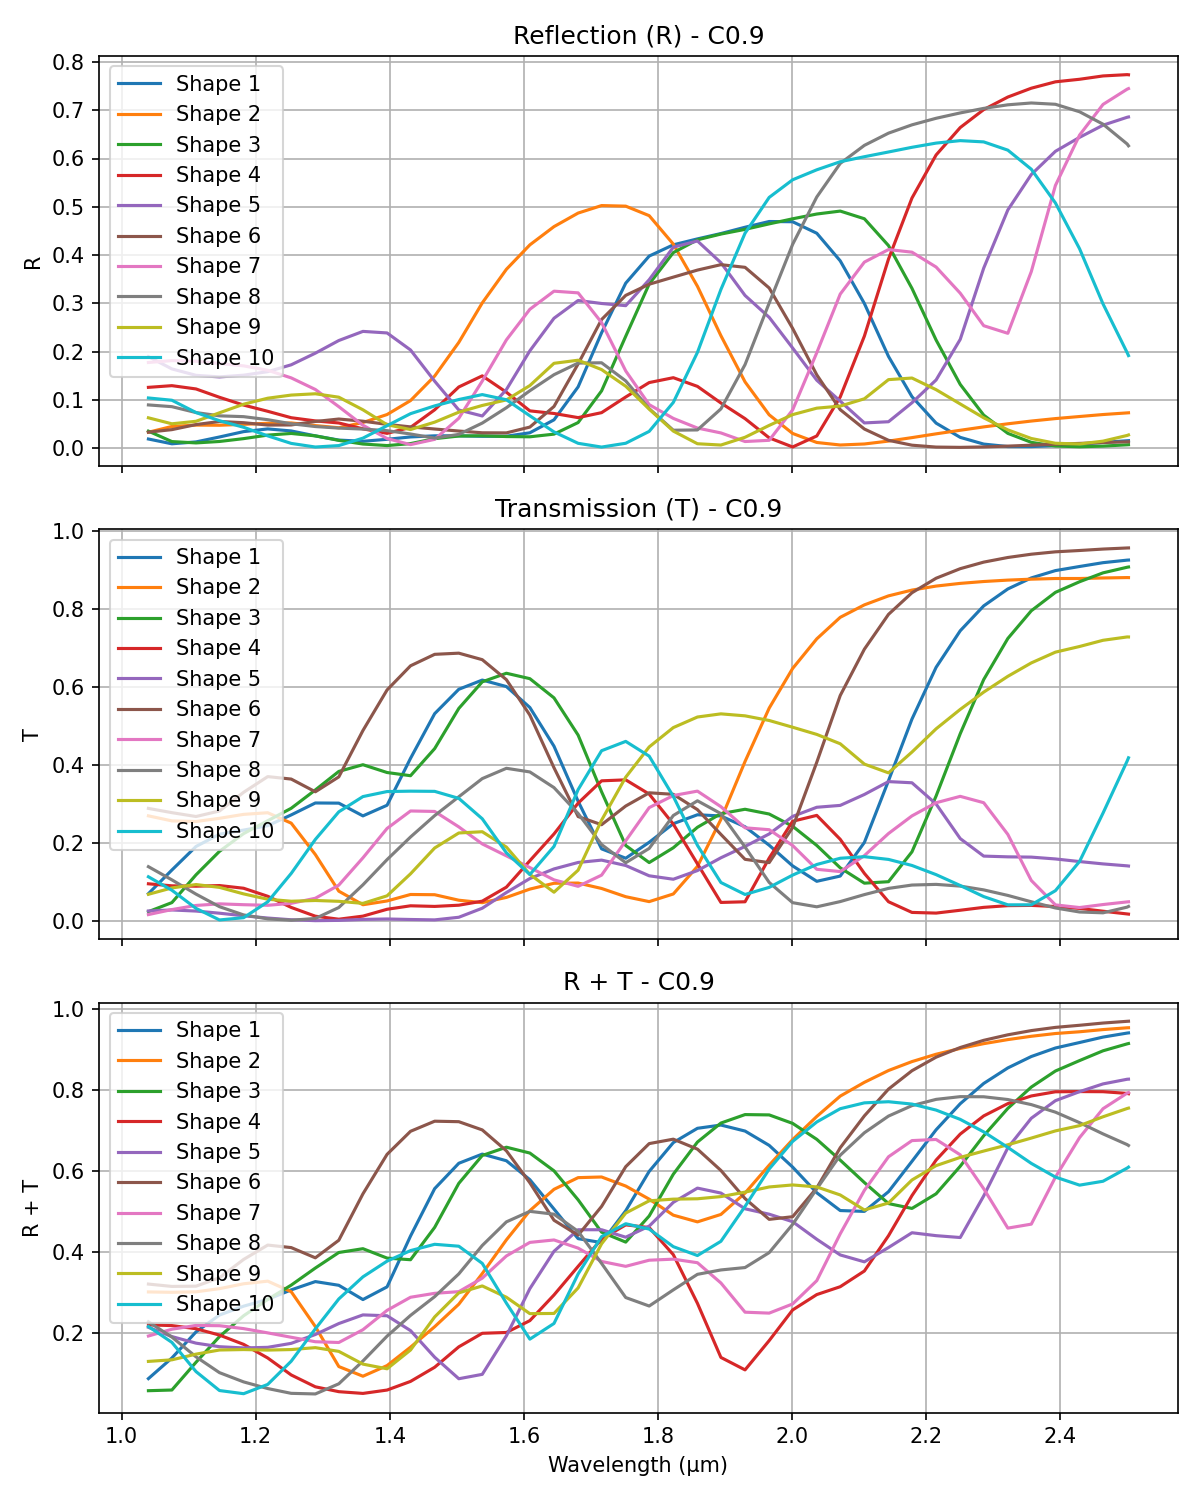 Reflection (R) - C0.9
R
0.8
0.7
0.6
0.5
0.4
0.3
0.2
0.1
0.0
Shape 1
Shape 2
Shape 3
Shape 4
Shape 5
Shape 6
Shape 7
Shape 8
Shape 9
Shape 10
Transmission (T) - C0.9
T
1.0
0.8
0.6
0.4
0.2
0.0
Shape 1
Shape 2
Shape 3
Shape 4
Shape 5
Shape 6
Shape 7
Shape 8
Shape 9
Shape 10
R + T - C0.9
R + T
1.0
0.8
0.6
0.4
0.2
Shape 1
Shape 2
Shape 3
Shape 4
Shape 5
Shape 6
Shape 7
Shape 8
Shape 9
Shape 10
1.0 1.2 1.4 1.6 1.8 2.0 2.2 2.4
Wavelength (μm)